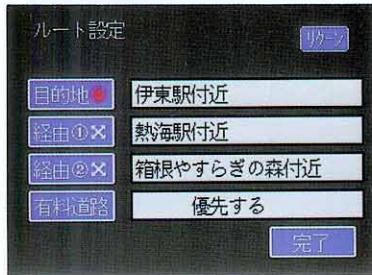 ルート設定
リターン
目的地 伊東駅付近
経由①× 熱海駅付近
経由②× 箱根やすらぎの森付近
有料道路 優先する
完了